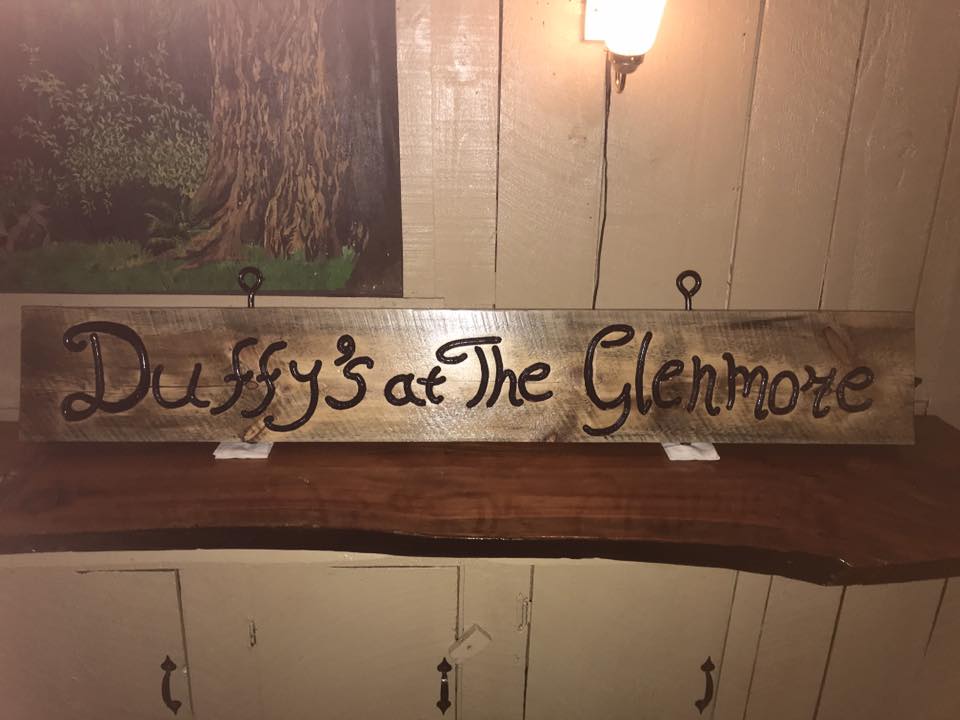 Duffy's at The Glenmore